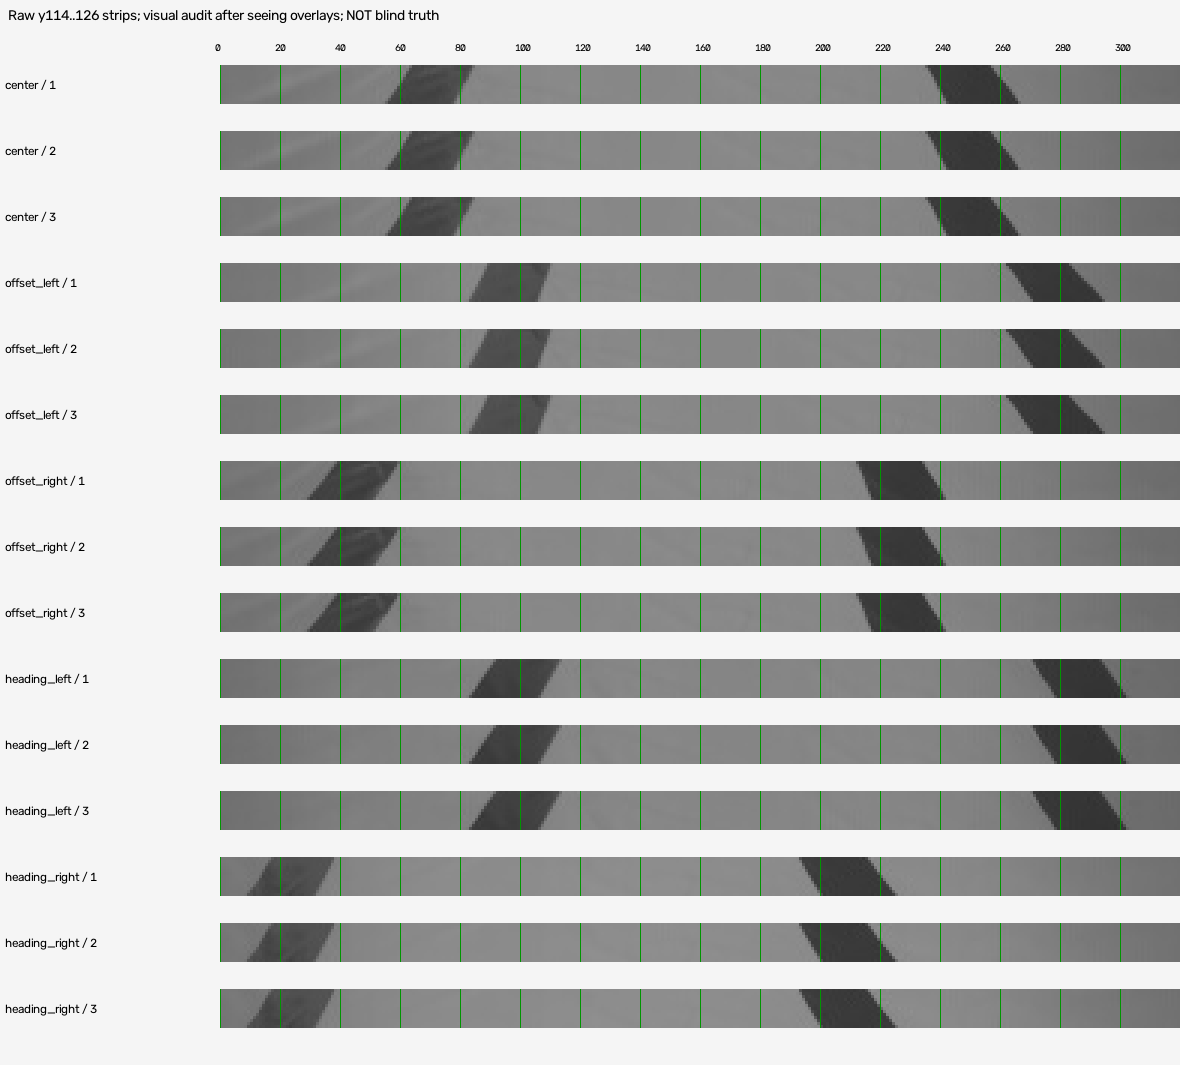 Raw y114..126 strips; visual audit after seeing overlays; NOT blind truth
0 20 40 60 80 100 120 140 160 180 200 220 240 260 280 300
center / 1
center / 2
center / 3
offset_left / 1
offset_left / 2
offset_left / 3
offset_right / 1
offset_right / 2
offset_right / 3
heading_left / 1
heading_left / 2
heading_left / 3
heading_right / 1
heading_right / 2
heading_right / 3